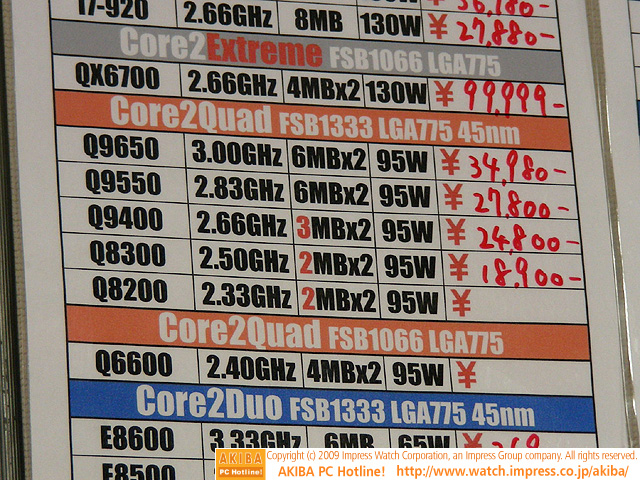 i7-920 2.66GHz 8MB 130W ¥27,880-
Core2Extreme FSB1066 LGA775
QX6700 2.66GHz 4MBx2 130W ¥99,999-
Core2Quad FSB1333 LGA775 45nm
Q9650 3.00GHz 6MBx2 95W ¥34,980-
Q9550 2.83GHz 6MBx2 95W ¥27,800-
Q9400 2.66GHz 3MBx2 95W ¥24,800-
Q8300 2.50GHz 2MBx2 95W ¥18,900-
Q8200 2.33GHz 2MBx2 95W ¥
Core2Quad FSB1066 LGA775
Q6600 2.40GHz 4MBx2 95W ¥
Core2Duo FSB1333 LGA775 45nm
E8600 3.33GHz 6MB 65W ¥
E8500
AKIBA PC Hotline!
Copyright (c) 2009 Impress Watch Corporation, an Impress Group company. All rights reserved.
AKIBA PC Hotline! http://www.watch.impress.co.jp/akiba/